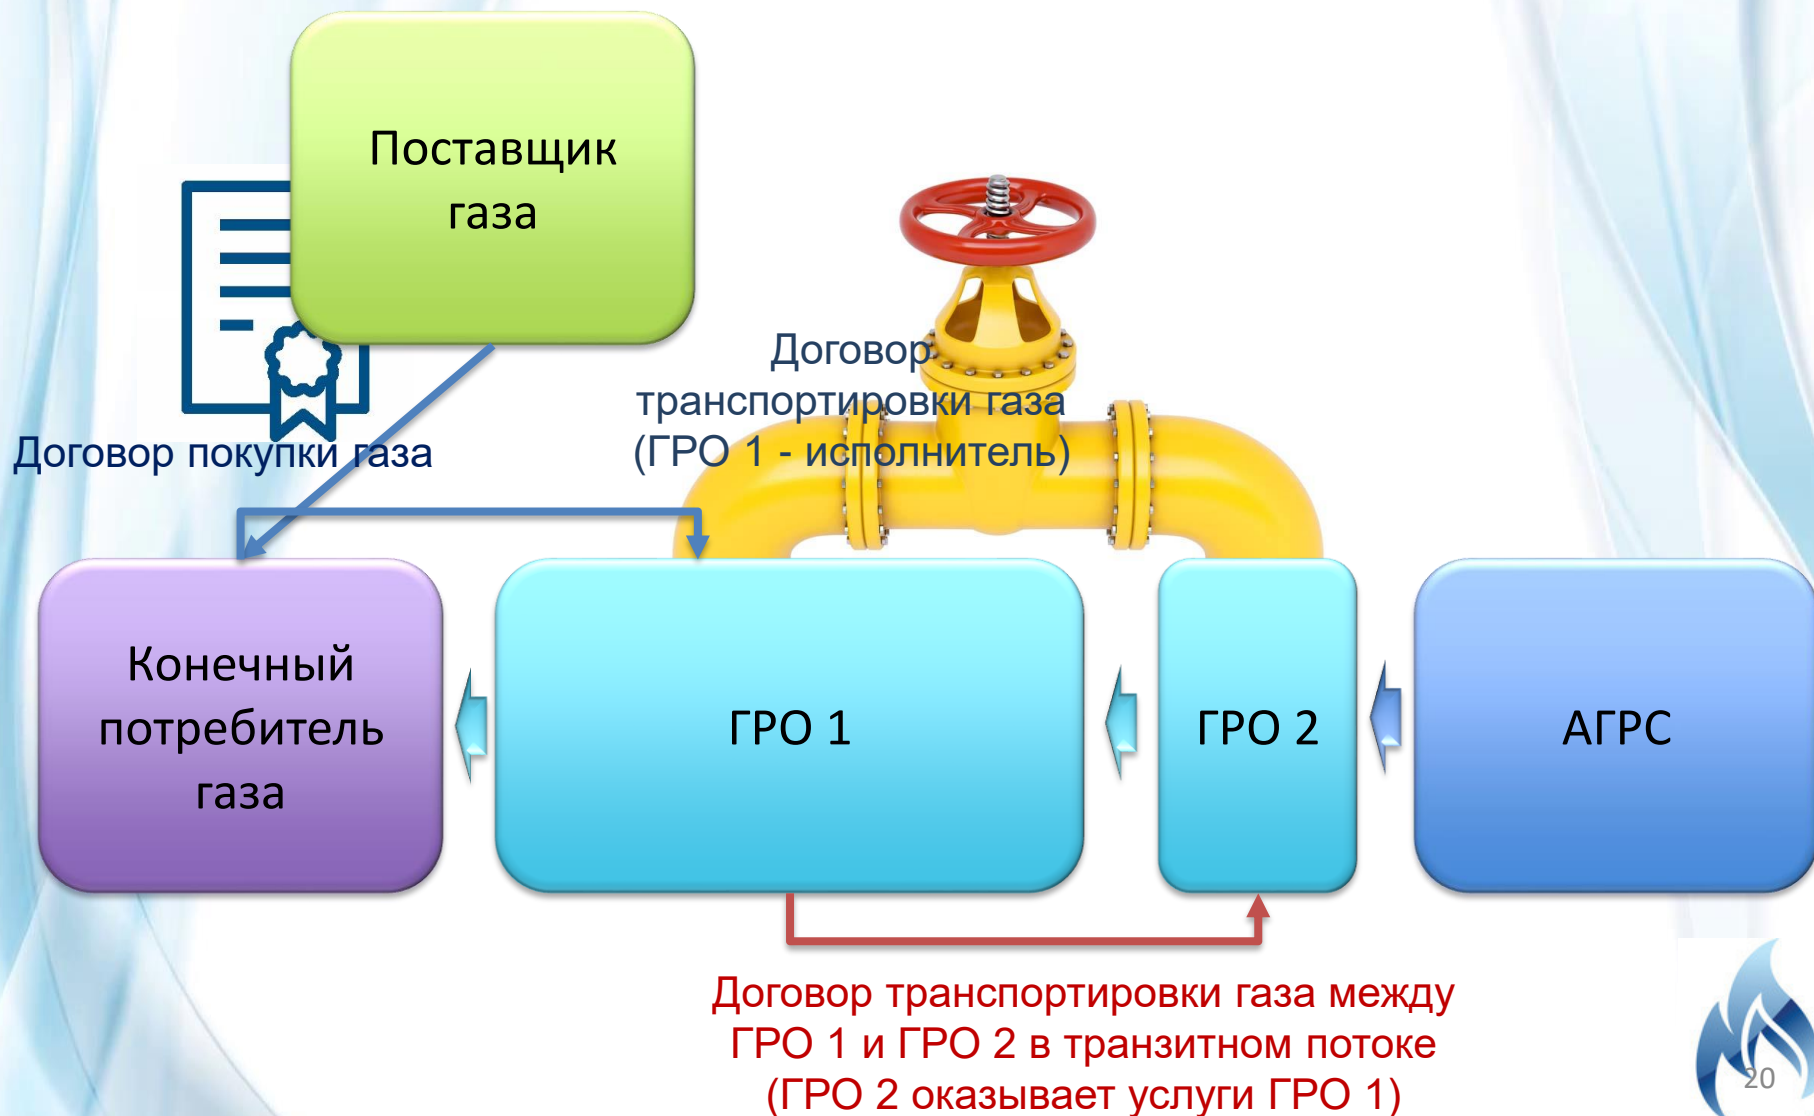 Поставщик
газа
Договор
транспортировки газа
(ГРО 1 - исполнитель)
Договор покупки газа
Конечный
потребитель
газа
ГРО 1
ГРО 2
АГРС
Договор транспортировки газа между
ГРО 1 и ГРО 2 в транзитном потоке
(ГРО 2 оказывает услуги ГРО 1)
20